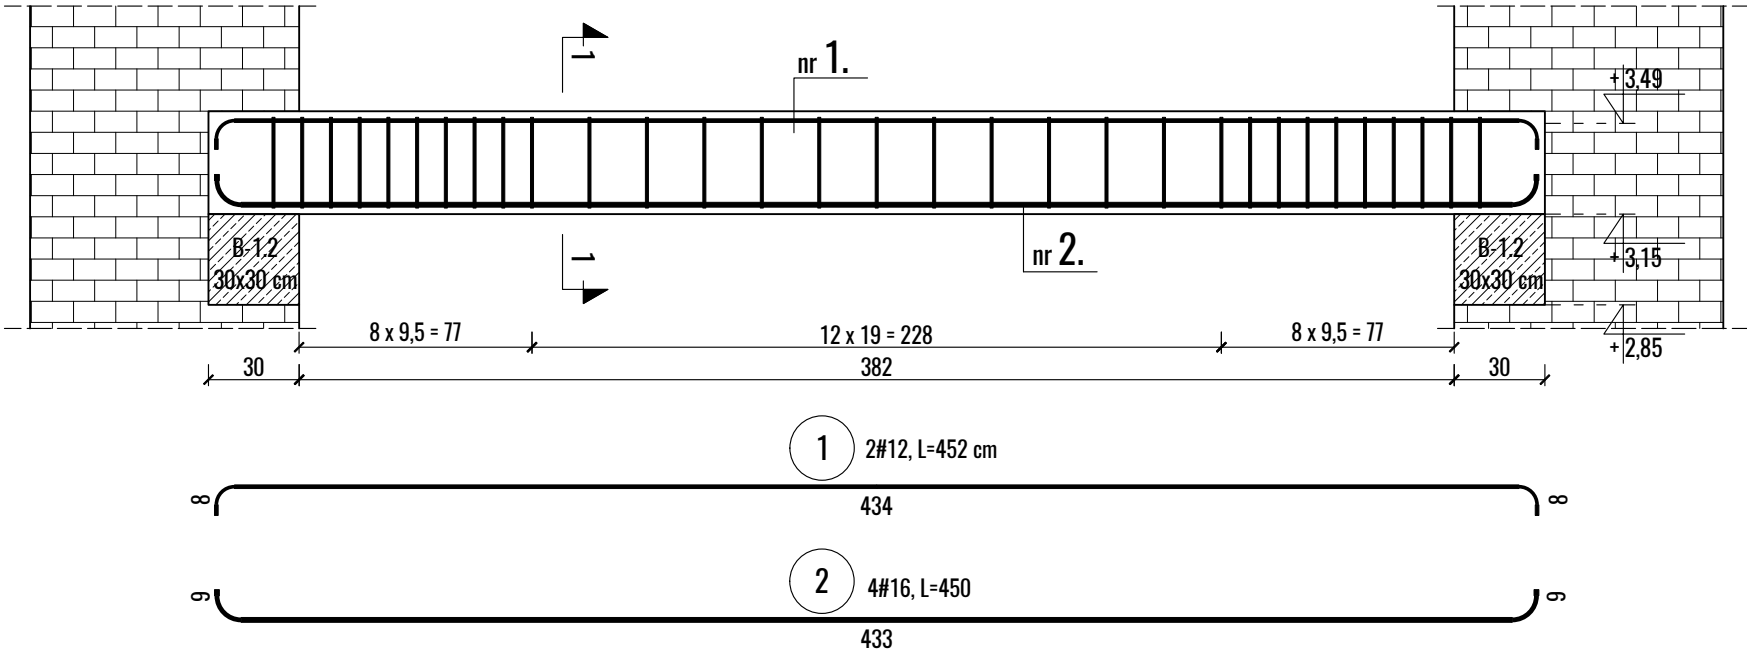 1
nr 1.
+ 3,49
B-1.2
30x30 cm
1
nr 2.
B-1.2
30x30 cm
+ 3,15
8 x 9,5 = 77
12 x 19 = 228
8 x 9,5 = 77
+ 2,85
30
382
30
1
2#12, L=452 cm
8
434
8
2
4#16, L=450
9
433
9